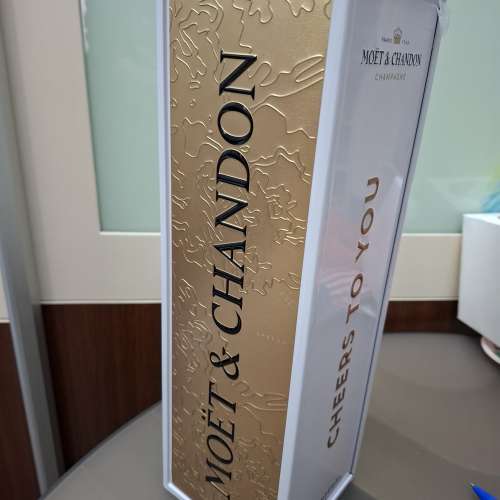 MOËT & CHANDON
MOËT & CHANDON
CHAMPAGNE
CHEERS TO YOU